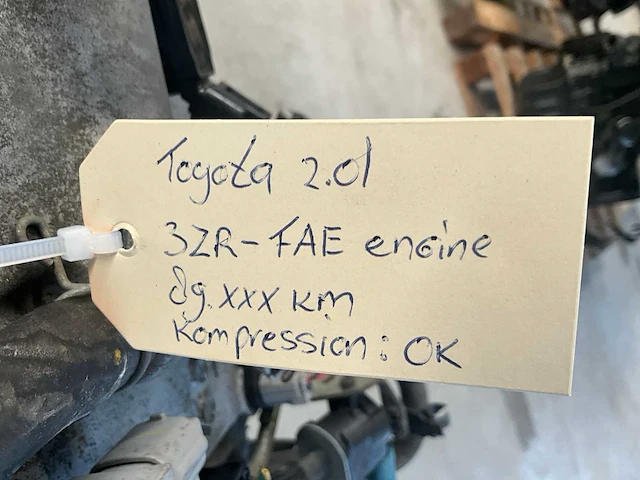 Toyota 2.0l
3ZR-FAE engine
89.xxx km
Kompression: OK